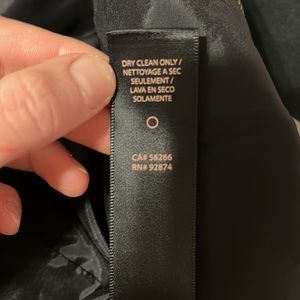 DRY CLEAN ONLY /
NETTOYAGE A SEC
SEULEMENT /
LAVA EN SECO
SOLAMENTE
CA# 56266
RN# 92874